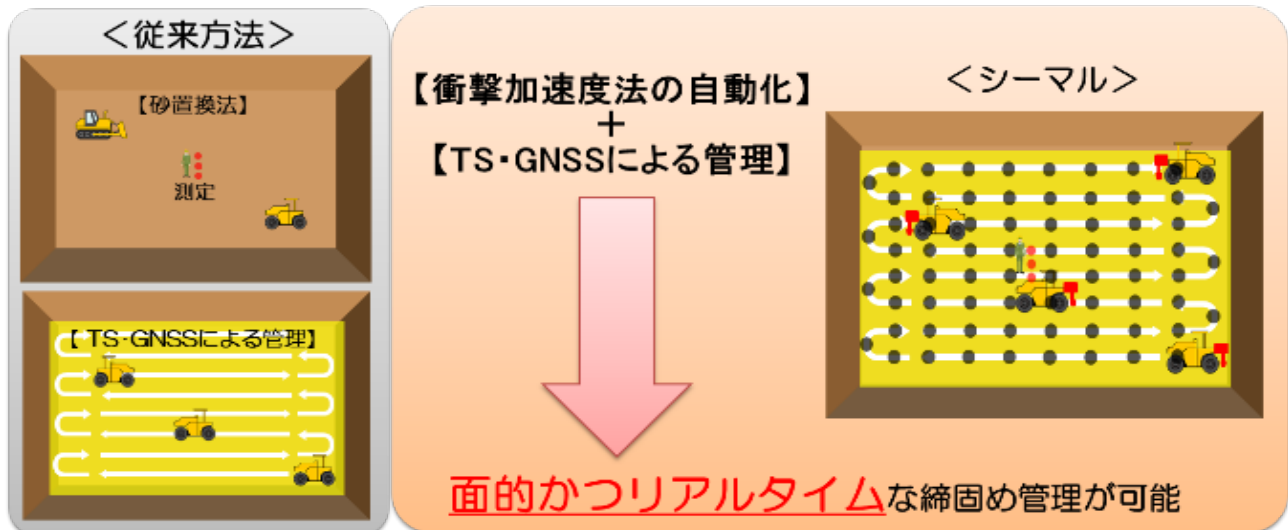 ＜従来方法＞
【砂置換法】
測定
【 TS･GNSSによる管理】
【衝撃加速度法の自動化】
＋
【TS･GNSSによる管理】
＜シーマル＞
面的かつリアルタイムな締固め管理が可能